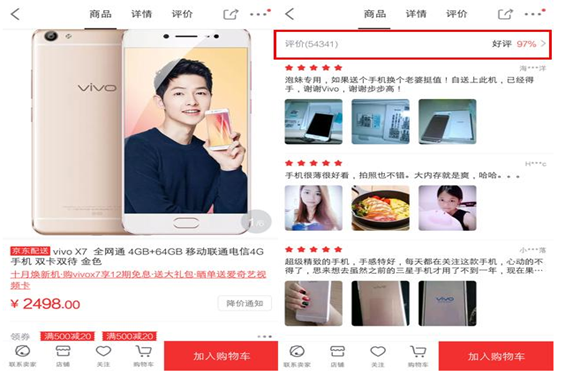 商品 详情 评价
vivo
1/6
京东配送 vivo X7 全网通 4GB+64GB 移动联通电信4G
手机 双卡双待 金色
十月焕新机·购vivox7享12期免息·送大礼包·晒单送爱奇艺视
频卡
¥ 2498.00
降价通知
领券 满500减20 满500减20
联系卖家 店铺 关注 购物车 加入购物车
商品 详情 评价
评价(54341) 好评 97%
海***洋
泡妹专用，如果送个手机换个老婆挺值！自送上此机，已经得
手，谢谢Vivo，谢谢步步高！
H***c
手机很薄很好看，拍照也不错。大内存就是爽，哈哈。。。
小***落
超级精致的手机，手感特好，每天都在关注这款手机，心动的不
得了，思来想去虽然之前的三星手机才用了不到一年，现在果...
VIVO
联系卖家 店铺 关注 购物车 加入购物车